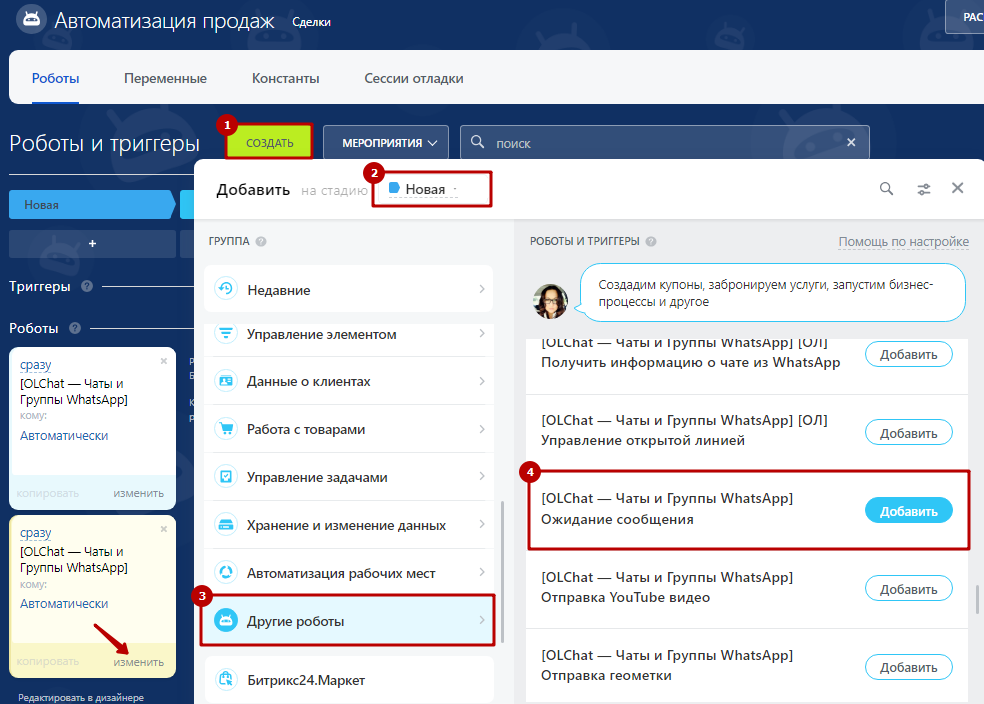 Автоматизация продаж
Сделки
РАС
Роботы
Переменные
Константы
Сессии отладки
Роботы и триггеры
1
СОЗДАТЬ
МЕРОПРИЯТИЯ
поиск
Новая
+
Триггеры ?
Роботы ?
сразу
[OLChat — Чаты и
Группы WhatsApp]
кому:
Автоматически
копировать
изменить
сразу
[OLChat — Чаты и
Группы WhatsApp]
кому:
Автоматически
копировать
изменить
Редактировать в дизайнере
Добавить на стадию
2
Новая
ГРУППА ?
Недавние
Управление элементом
Данные о клиентах
Работа с товарами
Управление задачами
Хранение и изменение данных
Автоматизация рабочих мест
3
Другие роботы
Битрикс24.Маркет
РОБОТЫ И ТРИГГЕРЫ ?
Помощь по настройке
Создадим купоны, забронируем услуги, запустим бизнес-
процессы и другое
[OLChat — Чаты и Группы WhatsApp] [ОЛ]
Получить информацию о чате из WhatsApp
Добавить
[OLChat — Чаты и Группы WhatsApp] [ОЛ]
Управление открытой линией
Добавить
4
[OLChat — Чаты и Группы WhatsApp]
Ожидание сообщения
Добавить
[OLChat — Чаты и Группы WhatsApp]
Отправка YouTube видео
Добавить
[OLChat — Чаты и Группы WhatsApp]
Отправка геометки
Добавить